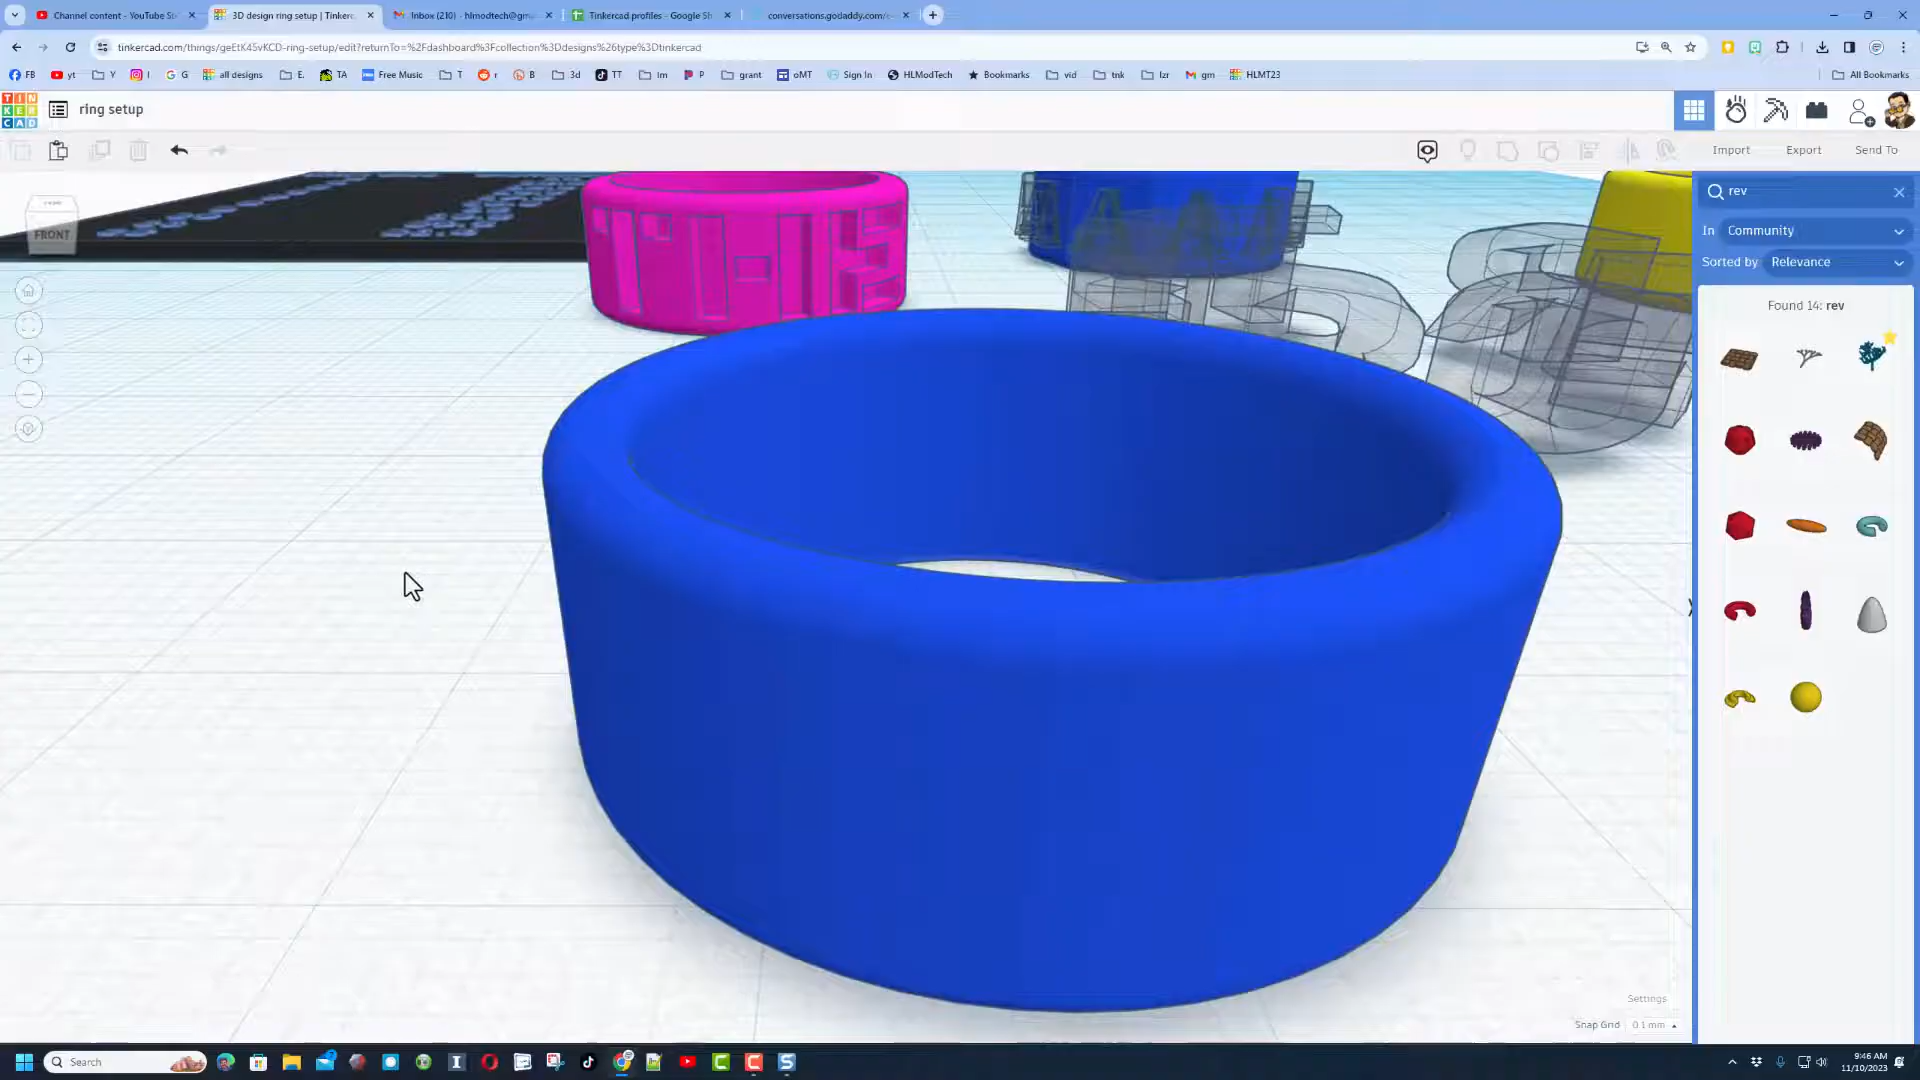 Channel content - YouTube St
3D design ring setup | Tinkerc
Inbox (210) - hlmodtech@gm
Tinkercad profiles - Google Sh
conversations.godaddy.com/
tinkercad.com/things/geEtK45vKCD-ring-setup/edit?returnTo=%2Fdashboard%3Fcollection%3Ddesigns%26type%3Dtinkercad
FB
yt
Y
I
G
all designs
E.
TA
Free Music
T
r
B
3d
TT
Im
P
grant
oMT
Sign In
HLModTech
Bookmarks
vid
tnk
lzr
gm
HLMT23
All Bookmarks
TIN
KER
CAD
ring setup
Import
Export
Send To
FRONT
rev
In
Community
Sorted by
Relevance
Found 14: rev
Settings
Snap Grid
0.1 mm
Search
9:46 AM
11/10/2023